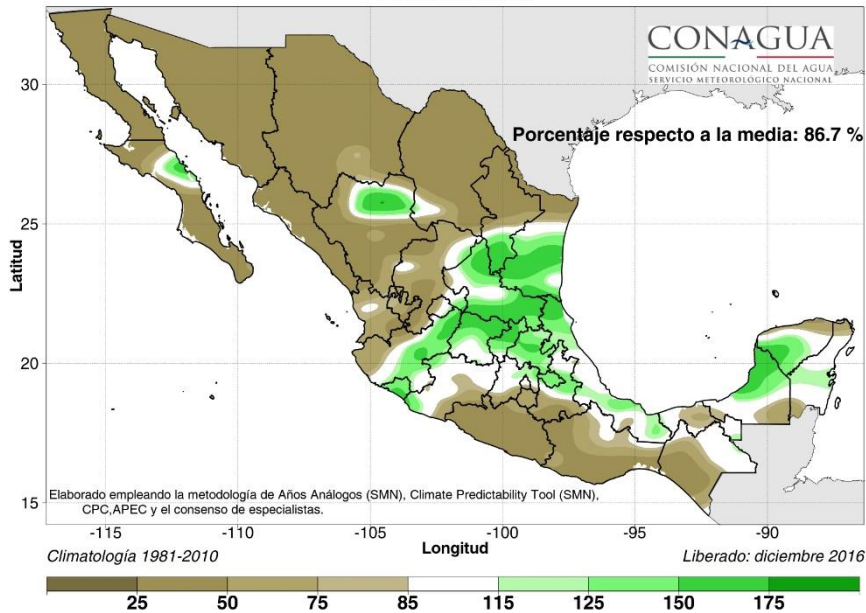 CONAGUA
COMISIÓN NACIONAL DEL AGUA
SERVICIO METEOROLÓGICO NACIONAL
Porcentaje respecto a la media: 86.7 %
30
25
20
15
Latitud
Elaborado empleando la metodología de Años Análogos (SMN), Climate Predictability Tool (SMN),
CPC,APEC y el consenso de especialistas.
-115 -110 -105 -100 -95 -90
Climatología 1981-2010 Longitud Liberado: diciembre 2016
25 50 75 85 115 125 150 175